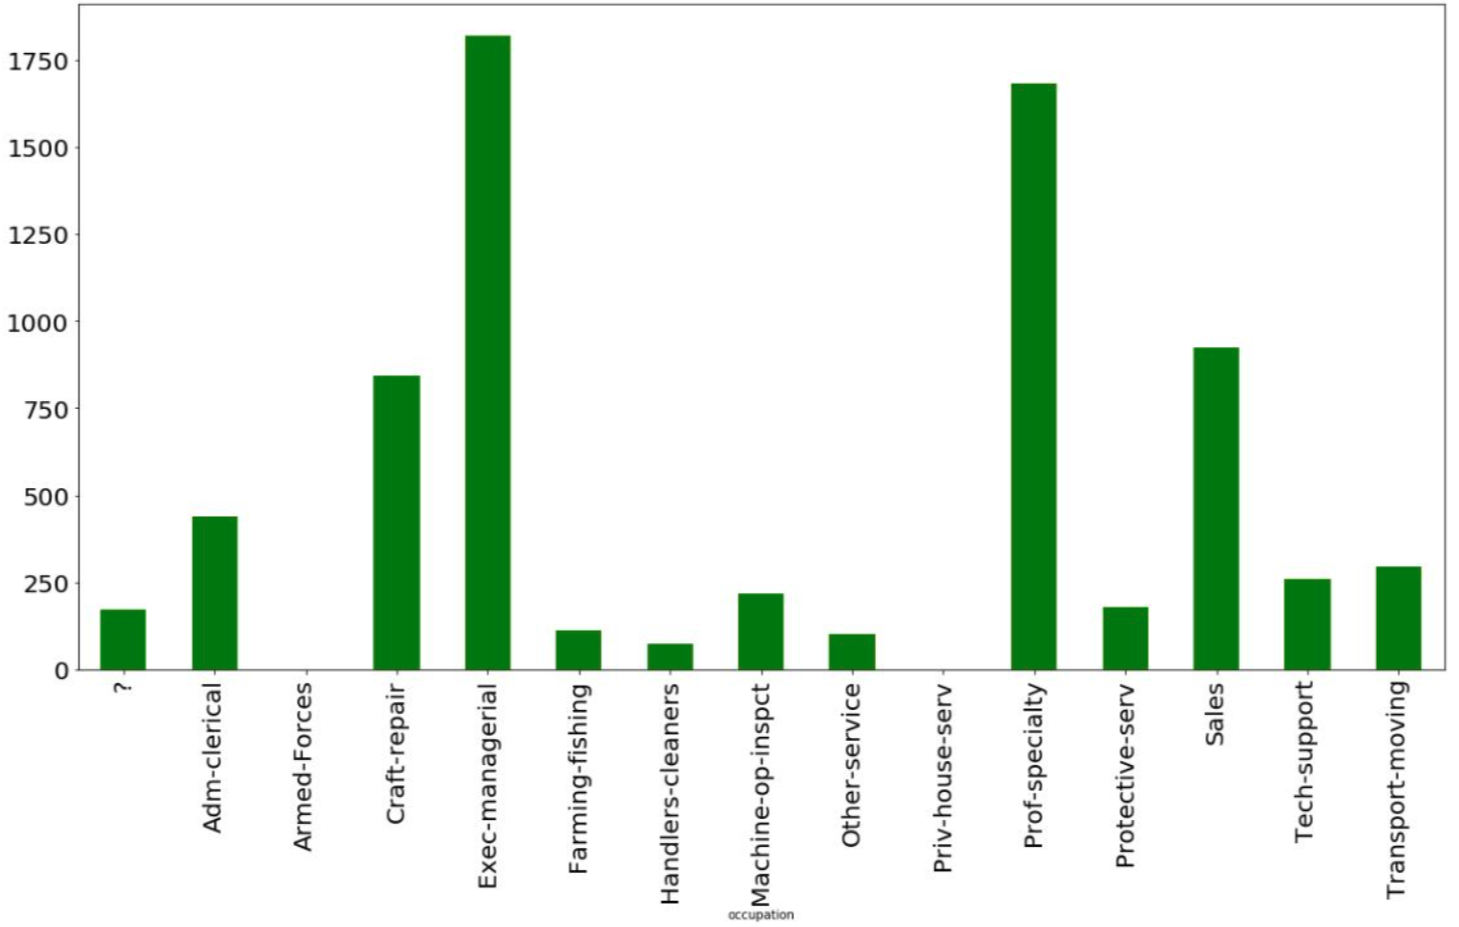 1750
1500
1250
1000
750
500
250
0
?
Adm-clerical
Armed-Forces
Craft-repair
Exec-managerial
Farming-fishing
Handlers-cleaners
Machine-op-inspct
Other-service
Priv-house-serv
Prof-specialty
Protective-serv
Sales
Tech-support
Transport-moving
occupation